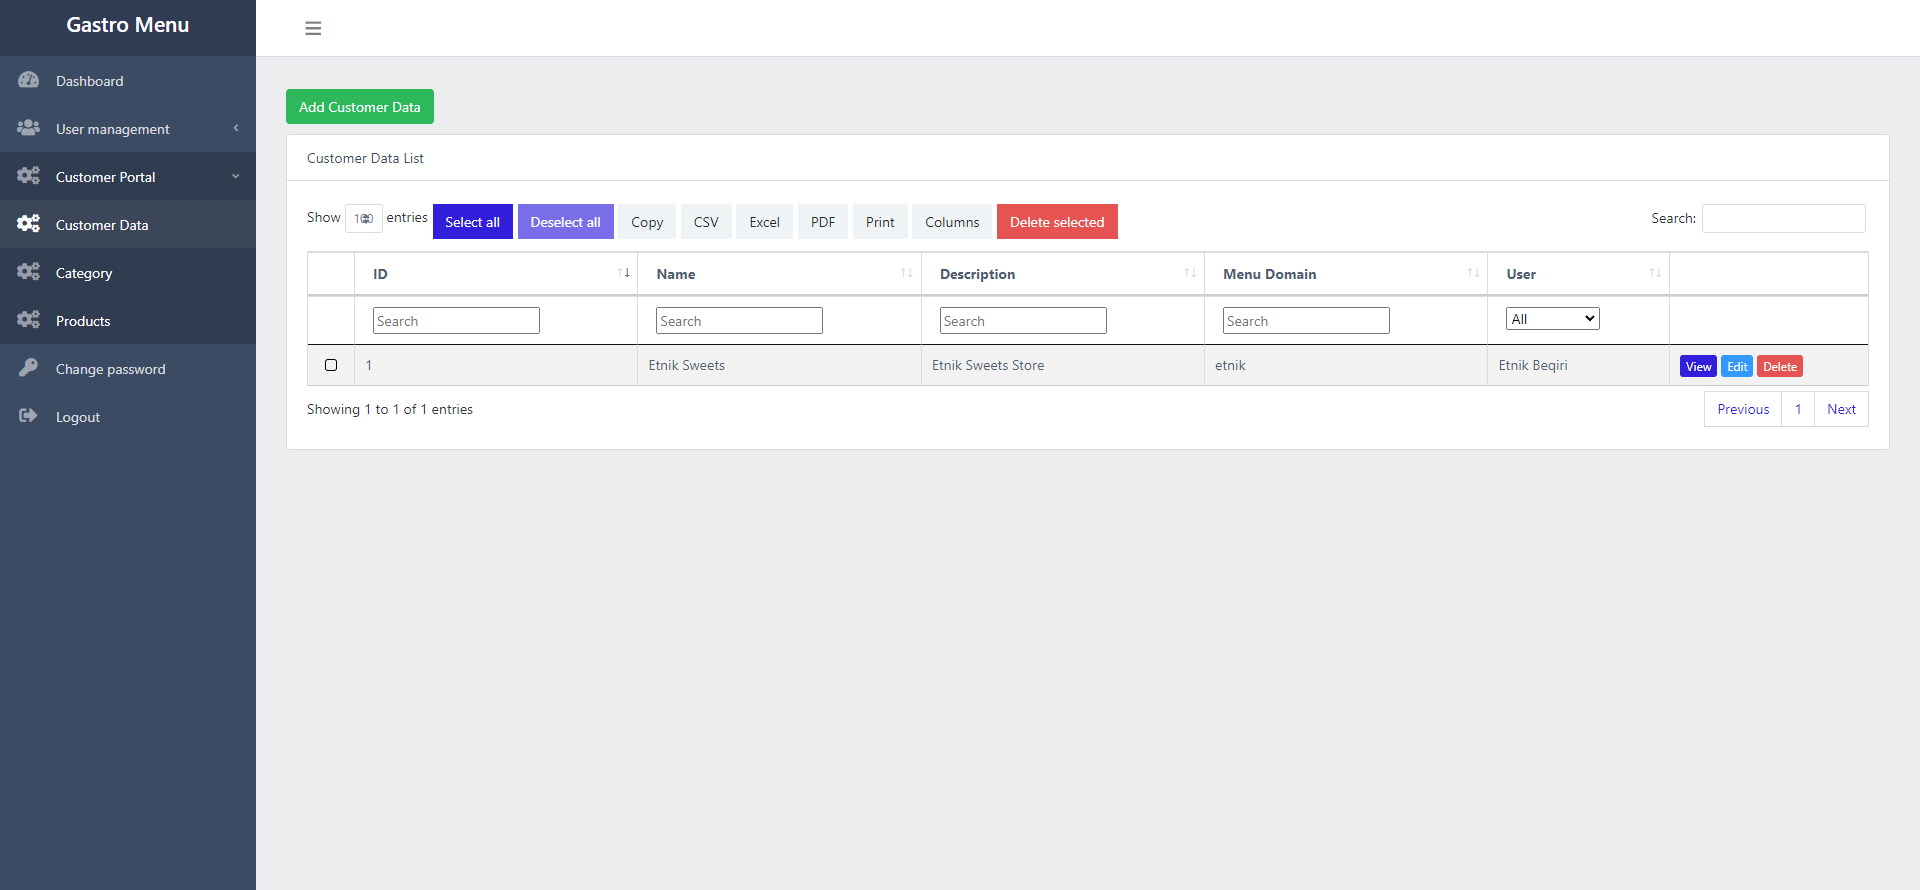 Gastro Menu
Dashboard
User management
Customer Portal
Customer Data
Category
Products
Change password
Logout
Add Customer Data
Customer Data List
Show 100 entries Select all Deselect all Copy CSV Excel PDF Print Columns Delete selected Search:
ID Name Description Menu Domain User
Search Search Search Search All
1 Etnik Sweets Etnik Sweets Store etnik Etnik Beqiri View Edit Delete
Showing 1 to 1 of 1 entries Previous 1 Next